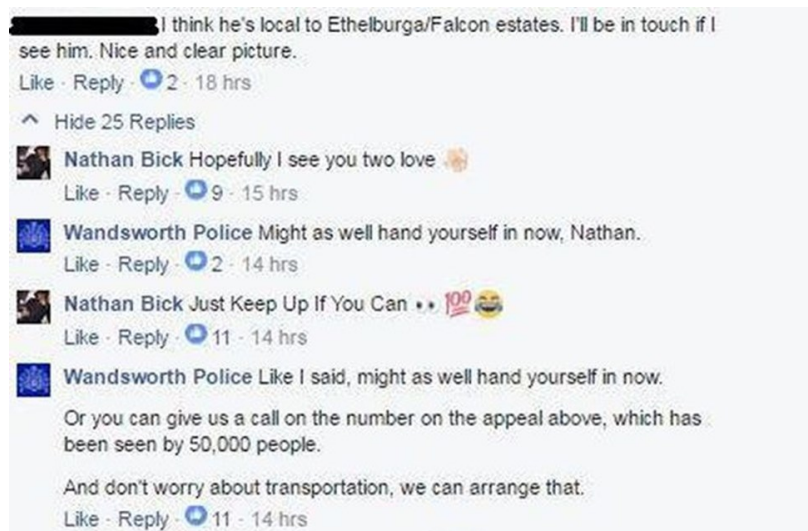 I think he's local to Ethelburga/Falcon estates. I'll be in touch if I
see him. Nice and clear picture.
Like · Reply · 2 · 18 hrs
Hide 25 Replies
Nathan Bick Hopefully I see you two love 👌🏻
Like · Reply · 9 · 15 hrs
Wandsworth Police Might as well hand yourself in now, Nathan.
Like · Reply · 2 · 14 hrs
Nathan Bick Just Keep Up If You Can 👀 💯😂
Like · Reply · 11 · 14 hrs
Wandsworth Police Like I said, might as well hand yourself in now.
Or you can give us a call on the number on the appeal above, which has
been seen by 50,000 people.
And don't worry about transportation, we can arrange that.
Like · Reply · 11 · 14 hrs